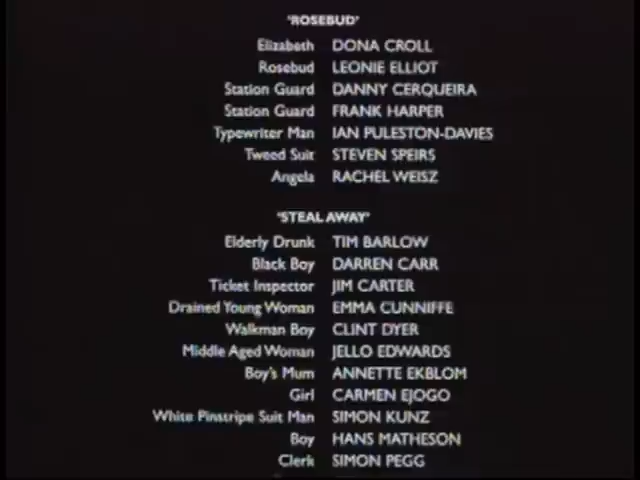 'ROSEBUD'
Elizabeth DONA CROLL
Rosebud LEONIE ELLIOT
Station Guard DANNY CERQUEIRA
Station Guard FRANK HARPER
Typewriter Man IAN PULESTON-DAVIES
Tweed Suit STEVEN SPEIRS
Angela RACHEL WEISZ
'STEAL AWAY'
Elderly Drunk TIM BARLOW
Black Boy DARREN CARR
Ticket Inspector JIM CARTER
Drained Young Woman EMMA CUNNIFFE
Walkman Boy CLINT DYER
Middle Aged Woman JELLO EDWARDS
Boy's Mum ANNETTE EKBLOM
Girl CARMEN EJOGO
White Pinstripe Suit Man SIMON KUNZ
Boy HANS MATHESON
Clerk SIMON PEGG